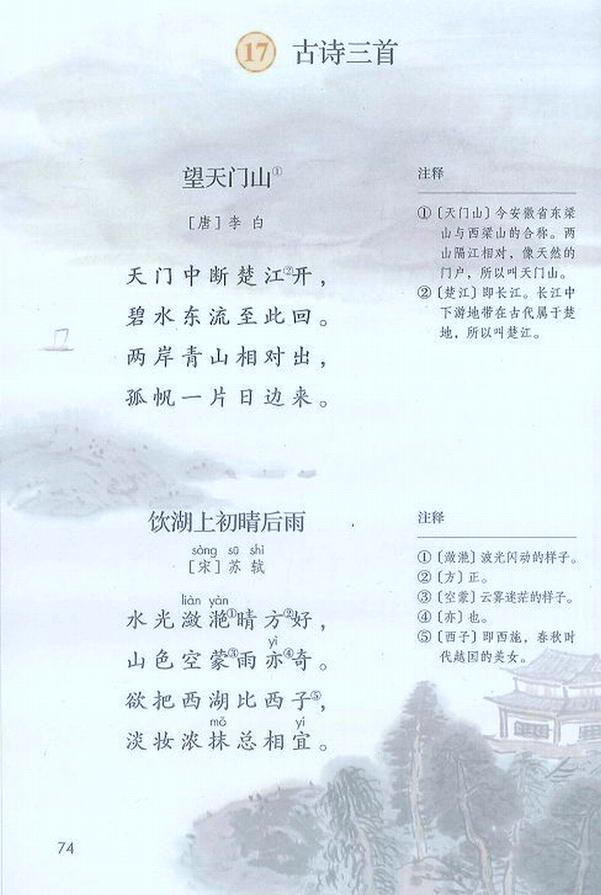 17 古诗三首
望天门山①
[唐] 李 白
天门中断楚江②开，
碧水东流至此回。
两岸青山相对出，
孤帆一片日边来。
注释
① 〔天门山〕今安徽省东梁
山与西梁山的合称。两
山隔江相对，像天然的
门户，所以叫天门山。
② 〔楚江〕即长江。长江中
下游地带在古代属于楚
地，所以叫楚江。
饮湖上初晴后雨
sòng sū shì
[宋] 苏 轼
liàn yàn
水光潋滟①晴方②好，
yì
山色空蒙③雨亦④奇。
欲把西湖比西子⑤，
mǒ yí
淡妆浓抹总相宜。
注释
① 〔潋滟〕波光闪动的样子。
② 〔方〕正。
③ 〔空蒙〕云雾迷茫的样子。
④ 〔亦〕也。
⑤ 〔西子〕即西施，春秋时
代越国的美女。
74